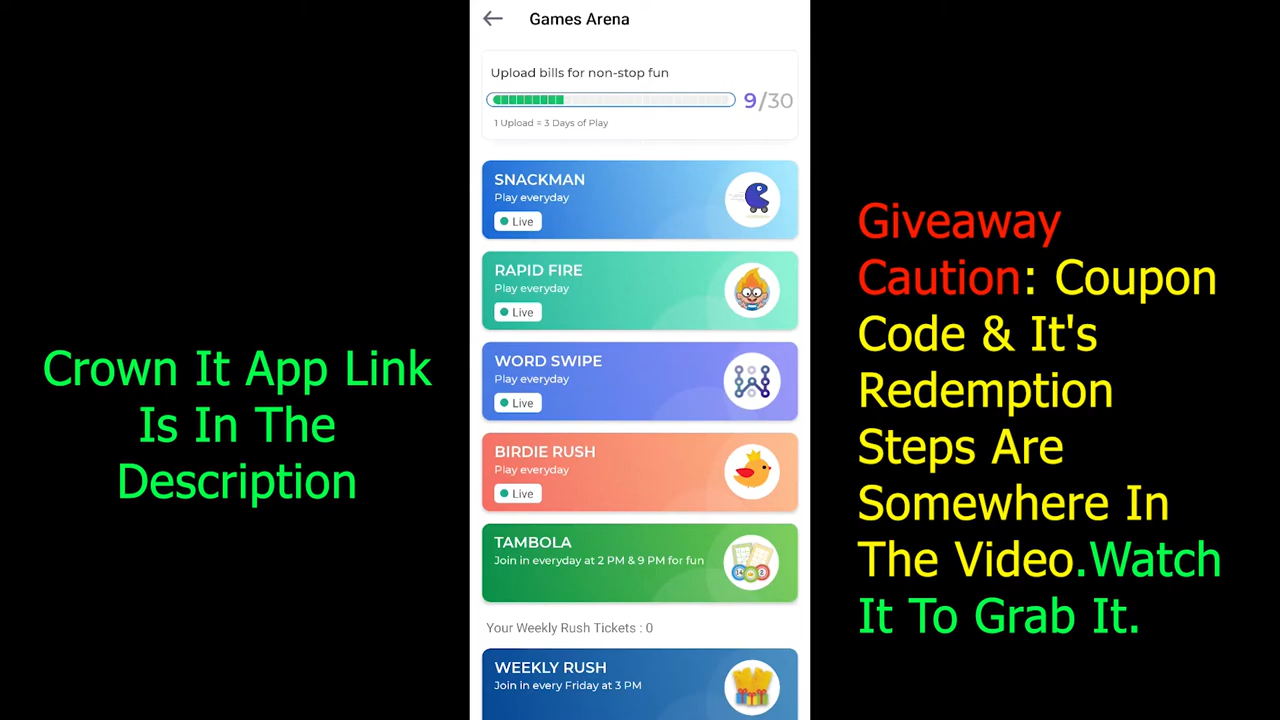 Games Arena
Upload bills for non-stop fun
9/30
1 Upload = 3 Days of Play
SNACKMAN
Play everyday
Live
RAPID FIRE
Play everyday
Live
WORD SWIPE
Play everyday
Live
BIRDIE RUSH
Play everyday
Live
TAMBOLA
Join in everyday at 2 PM & 9 PM for fun
Your Weekly Rush Tickets : 0
WEEKLY RUSH
Join in every Friday at 3 PM
Crown It App Link
Is In The
Description
Giveaway
Caution: Coupon
Code & It's
Redemption
Steps Are
Somewhere In
The Video.Watch
It To Grab It.